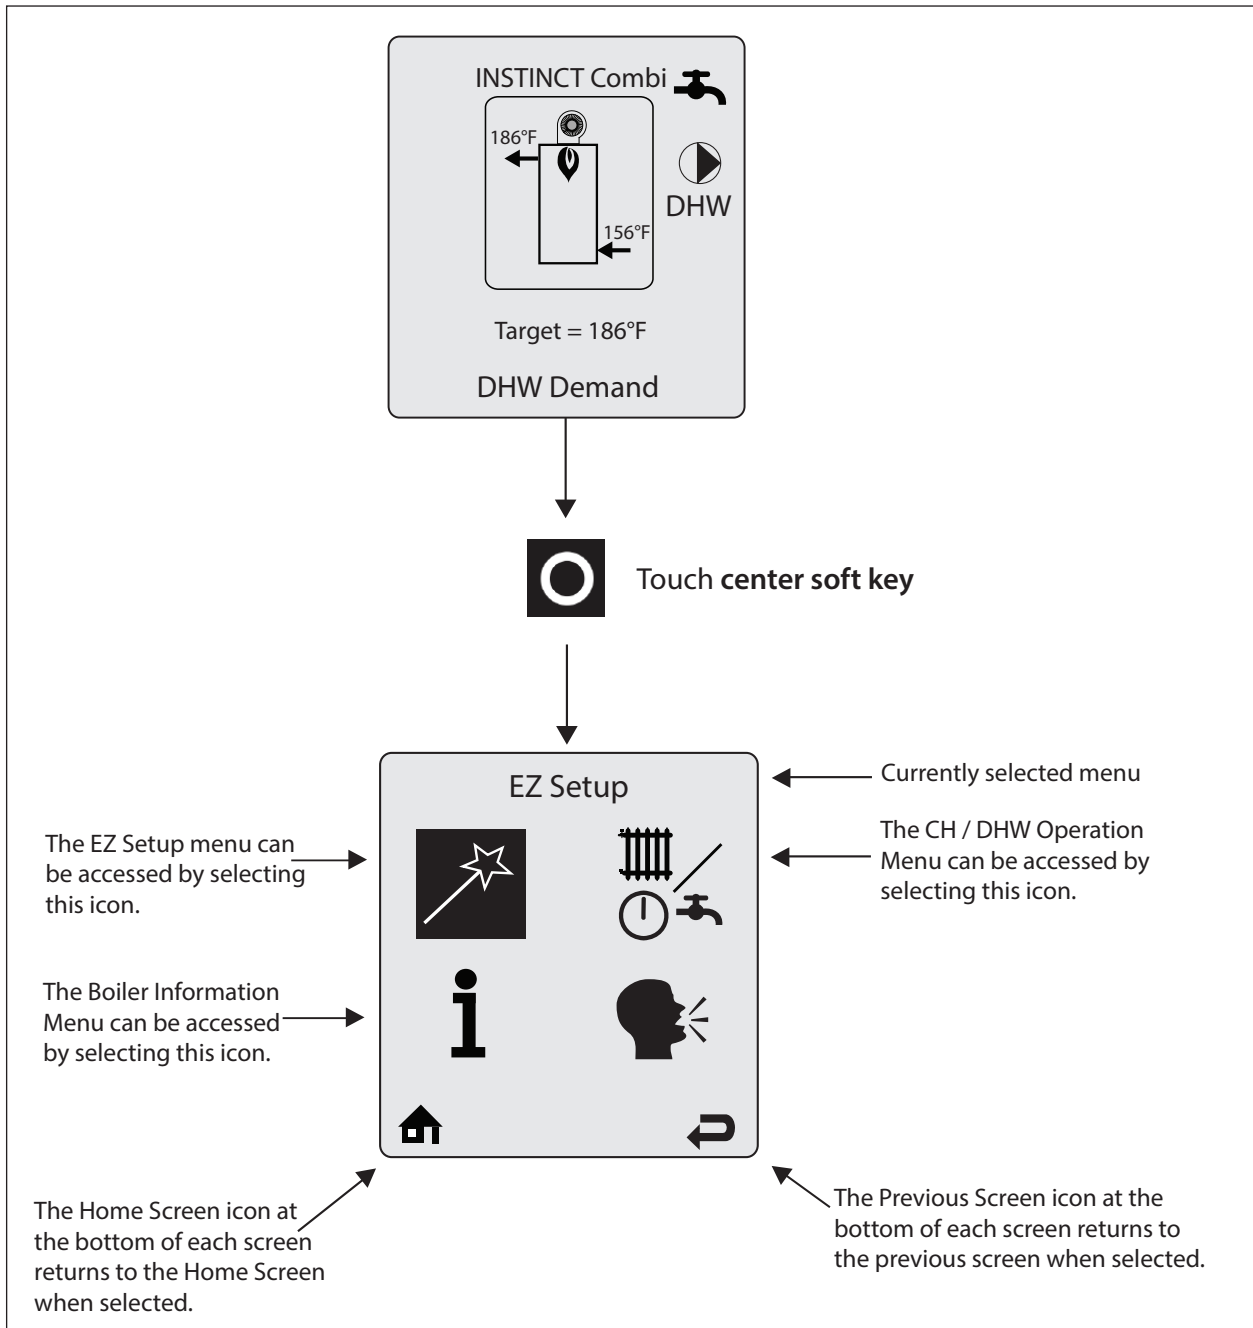 INSTINCT Combi
186°F
DHW
156°F
Target = 186°F
DHW Demand
Touch center soft key
EZ Setup
Currently selected menu
The EZ Setup menu can
be accessed by selecting
this icon.
The CH / DHW Operation
Menu can be accessed by
selecting this icon.
The Boiler Information
Menu can be accessed
by selecting this icon.
The Home Screen icon at
the bottom of each screen
returns to the Home Screen
when selected.
The Previous Screen icon at the
bottom of each screen returns to
the previous screen when selected.